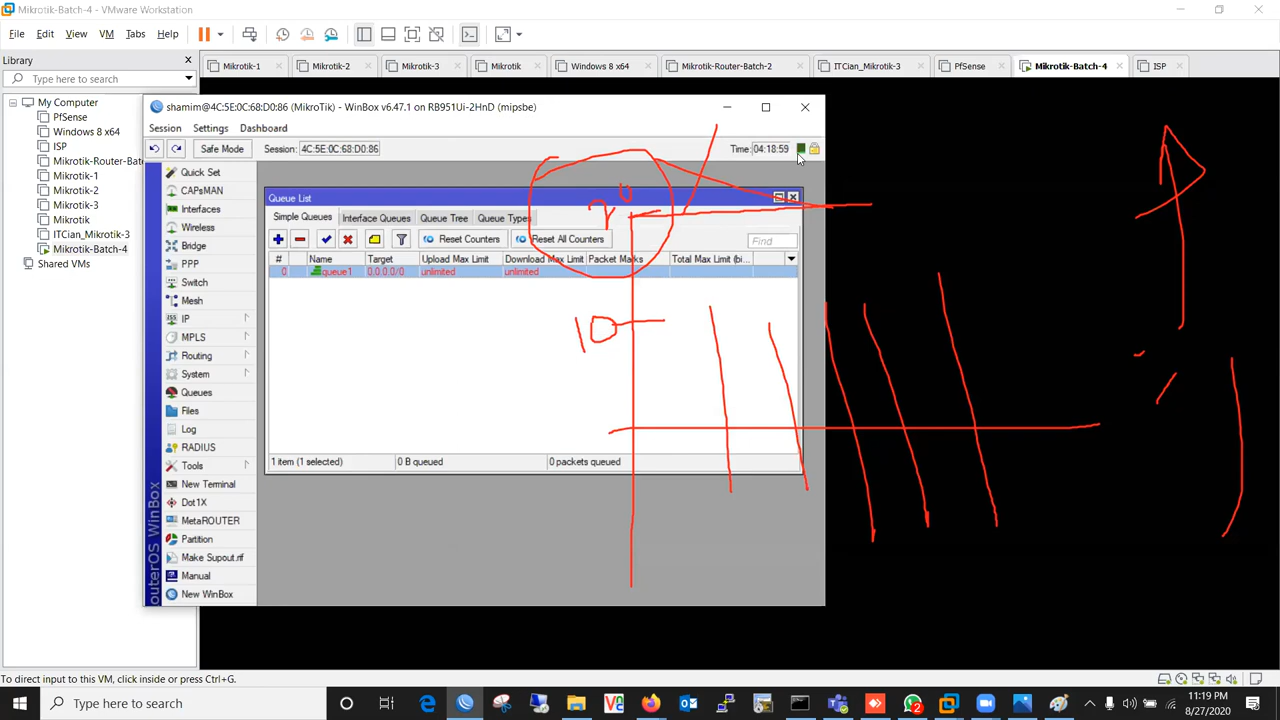 Mikrotik-Batch-4 - VMware Workstation
File Edit View VM Tabs Help
Library
Type here to search
My Computer
PfSense
Windows 8 x64
ISP
Mikrotik-Router-Bat
Mikrotik-1
Mikrotik-2
Mikrotik-3
Mikrotik
ITCian_Mikrotik-3
Mikrotik-Batch-4
Shared VMs
Mikrotik-1 Mikrotik-2 Mikrotik-3 Mikrotik Windows 8 x64 Mikrotik-Router-Batch-2 ITCian_Mikrotik-3 PfSense Mikrotik-Batch-4 ISP
shamim@4C:5E:0C:68:D0:86 (MikroTik) - WinBox v6.47.1 on RB951Ui-2HnD (mipsbe)
Session Settings Dashboard
Safe Mode Session: 4C:5E:0C:68:D0:86 Time: 04:18:59
outerOS WinBox
Quick Set
CAPsMAN
Interfaces
Wireless
Bridge
PPP
Switch
Mesh
IP
MPLS
Routing
System
Queues
Files
Log
RADIUS
Tools
New Terminal
Dot1X
MetaROUTER
Partition
Make Supout.rif
Manual
New WinBox
Queue List
Simple Queues Interface Queues Queue Tree Queue Types
Reset Counters Reset All Counters Find
# Name Target Upload Max Limit Download Max Limit Packet Marks Total Max Limit (bi...
0 queue1 0.0.0.0/0 unlimited unlimited
10
1 item (1 selected) 0 B queued 0 packets queued
To direct input to this VM, click inside or press Ctrl+G.
Type here to search
2
11:19 PM
8/27/2020